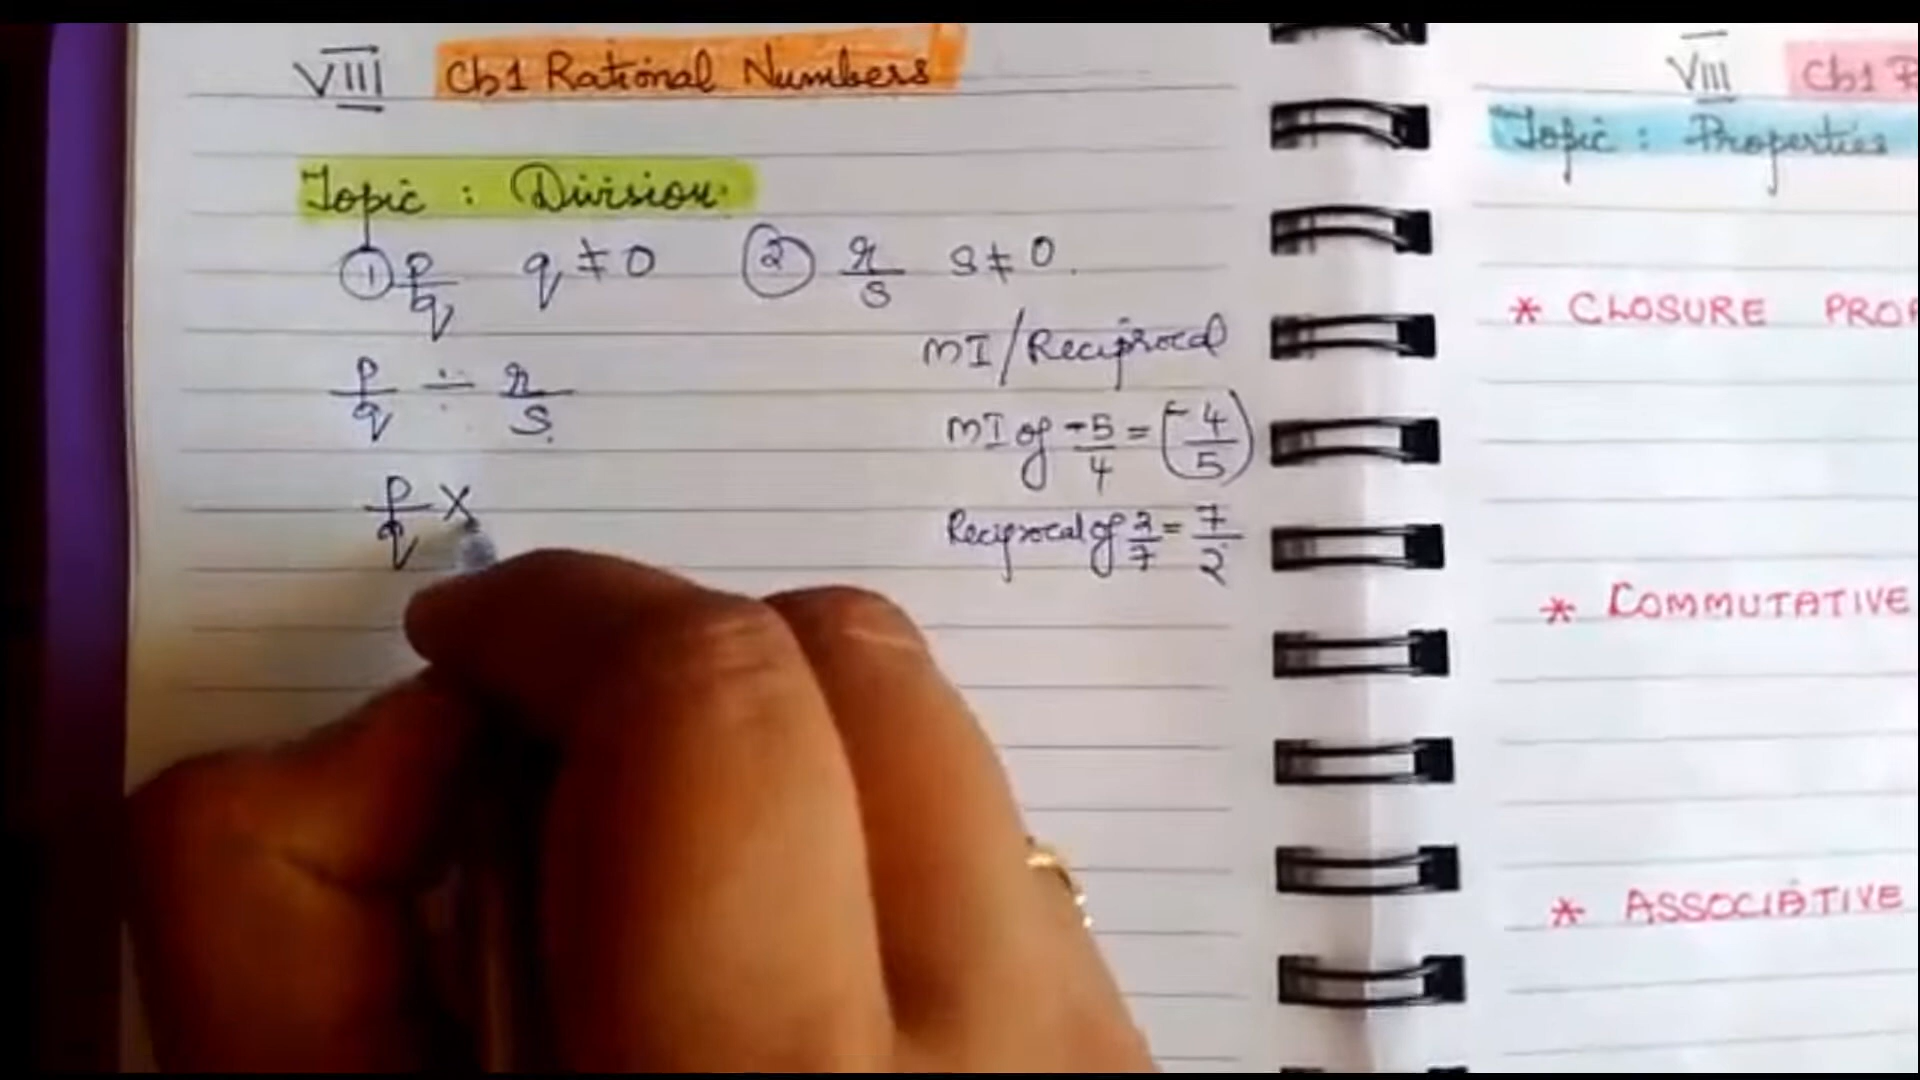 VIII Ch1 Rational Numbers
Topic : Division.
① p/q q ≠ 0 ② r/s s ≠ 0.
p/q ÷ r/s.
p/q ×
MI/Reciprocal
MI of -5/4 = (-4/5)
Reciprocal of 2/7 = 7/2
VIII Ch1
Topic : Properties
* CLOSURE
* COMMUTATIVE
* ASSOCIATIVE